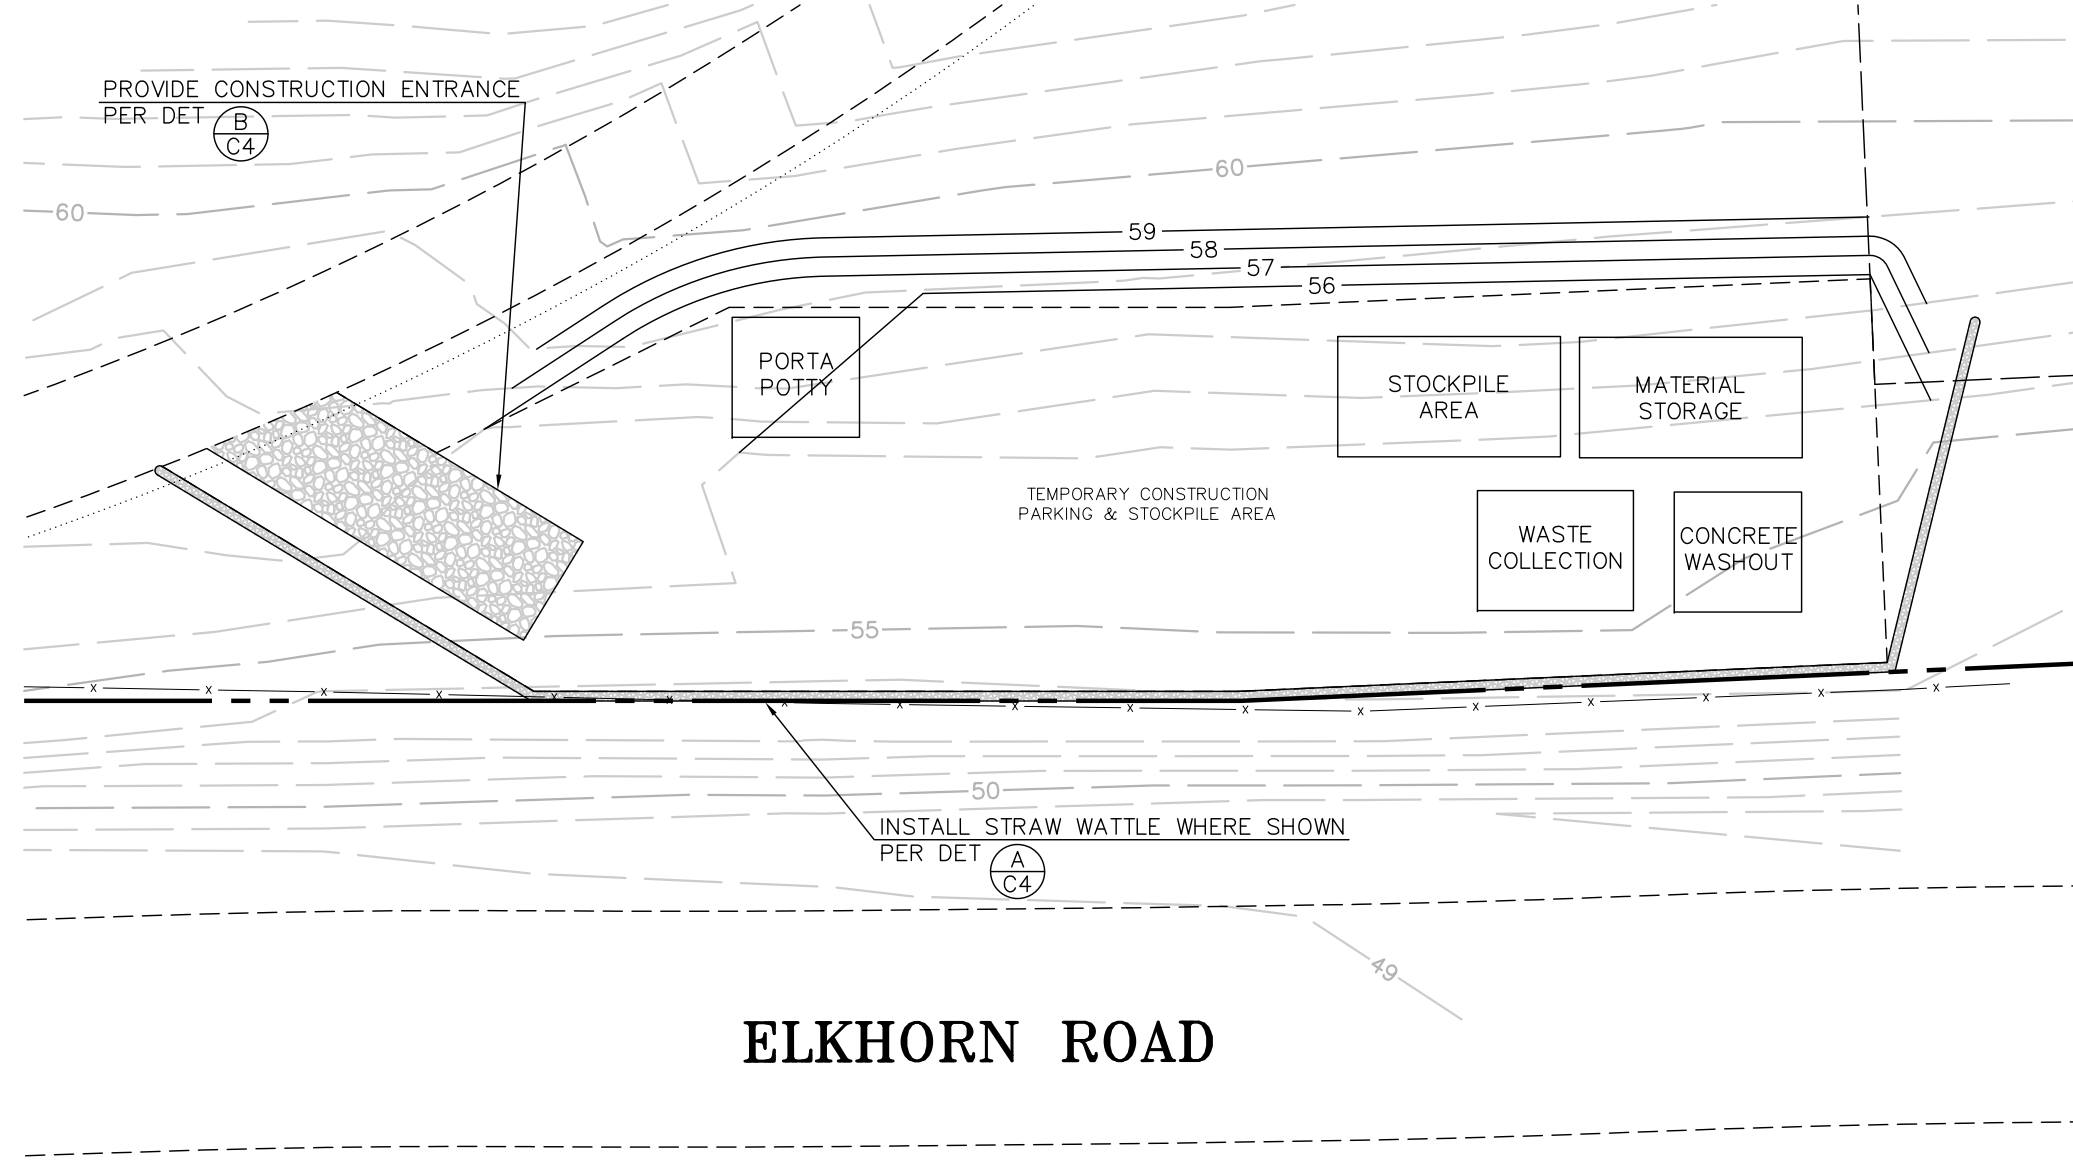 PROVIDE CONSTRUCTION ENTRANCE
PER DET
B
C4
60
60
59
58
57
56
PORTA
POTTY
STOCKPILE
AREA
MATERIAL
STORAGE
TEMPORARY CONSTRUCTION
PARKING & STOCKPILE AREA
WASTE
COLLECTION
CONCRETE
WASHOUT
55
x x x x x x x x x x x x x x x x x
50
INSTALL STRAW WATTLE WHERE SHOWN
PER DET
A
C4
49
ELKHORN ROAD